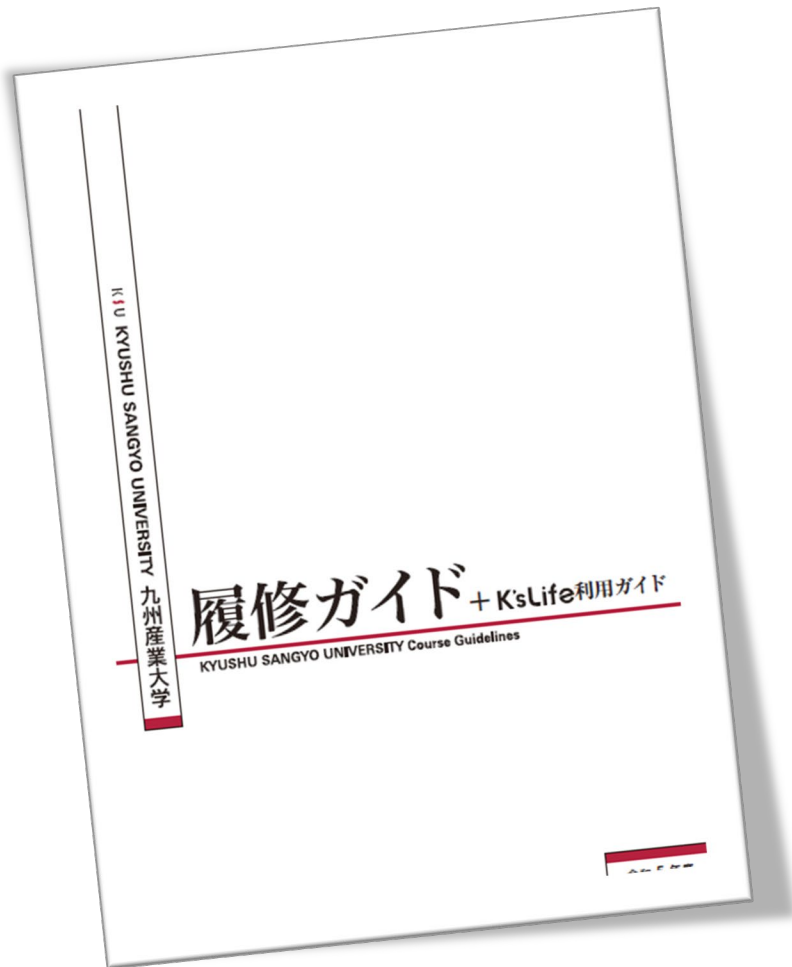 KSU KYUSHU SANGYO UNIVERSITY 九州産業大学
履修ガイド+K'sLife利用ガイド
KYUSHU SANGYO UNIVERSITY Course Guidelines